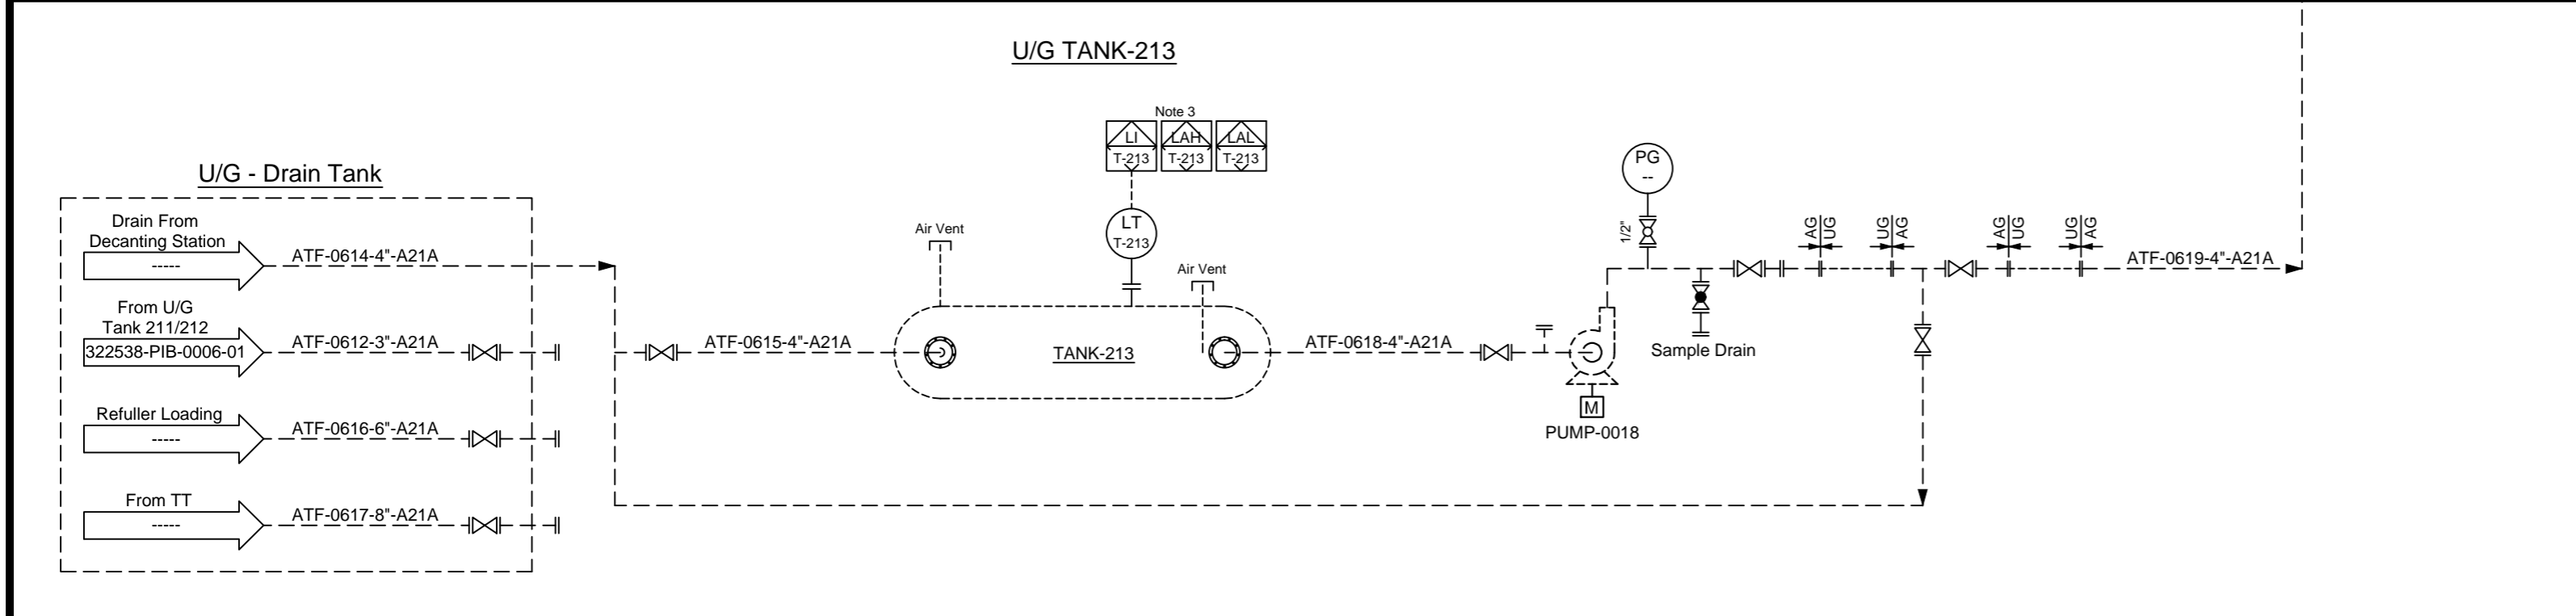 U/G TANK-213
Note 3
LI
T-213
LAH
T-213
LAL
T-213
LT
T-213
Air Vent
Air Vent
U/G - Drain Tank
Drain From
Decanting Station
-----
ATF-0614-4"-A21A
From U/G
Tank 211/212
322538-PIB-0006-01
ATF-0612-3"-A21A
Refuller Loading
-----
ATF-0616-6"-A21A
From TT
-----
ATF-0617-8"-A21A
ATF-0615-4"-A21A
TANK-213
ATF-0618-4"-A21A
M
PUMP-0018
PG
--
1/2"
Sample Drain
AG
UG
UG
AG
AG
UG
UG
AG
ATF-0619-4"-A21A